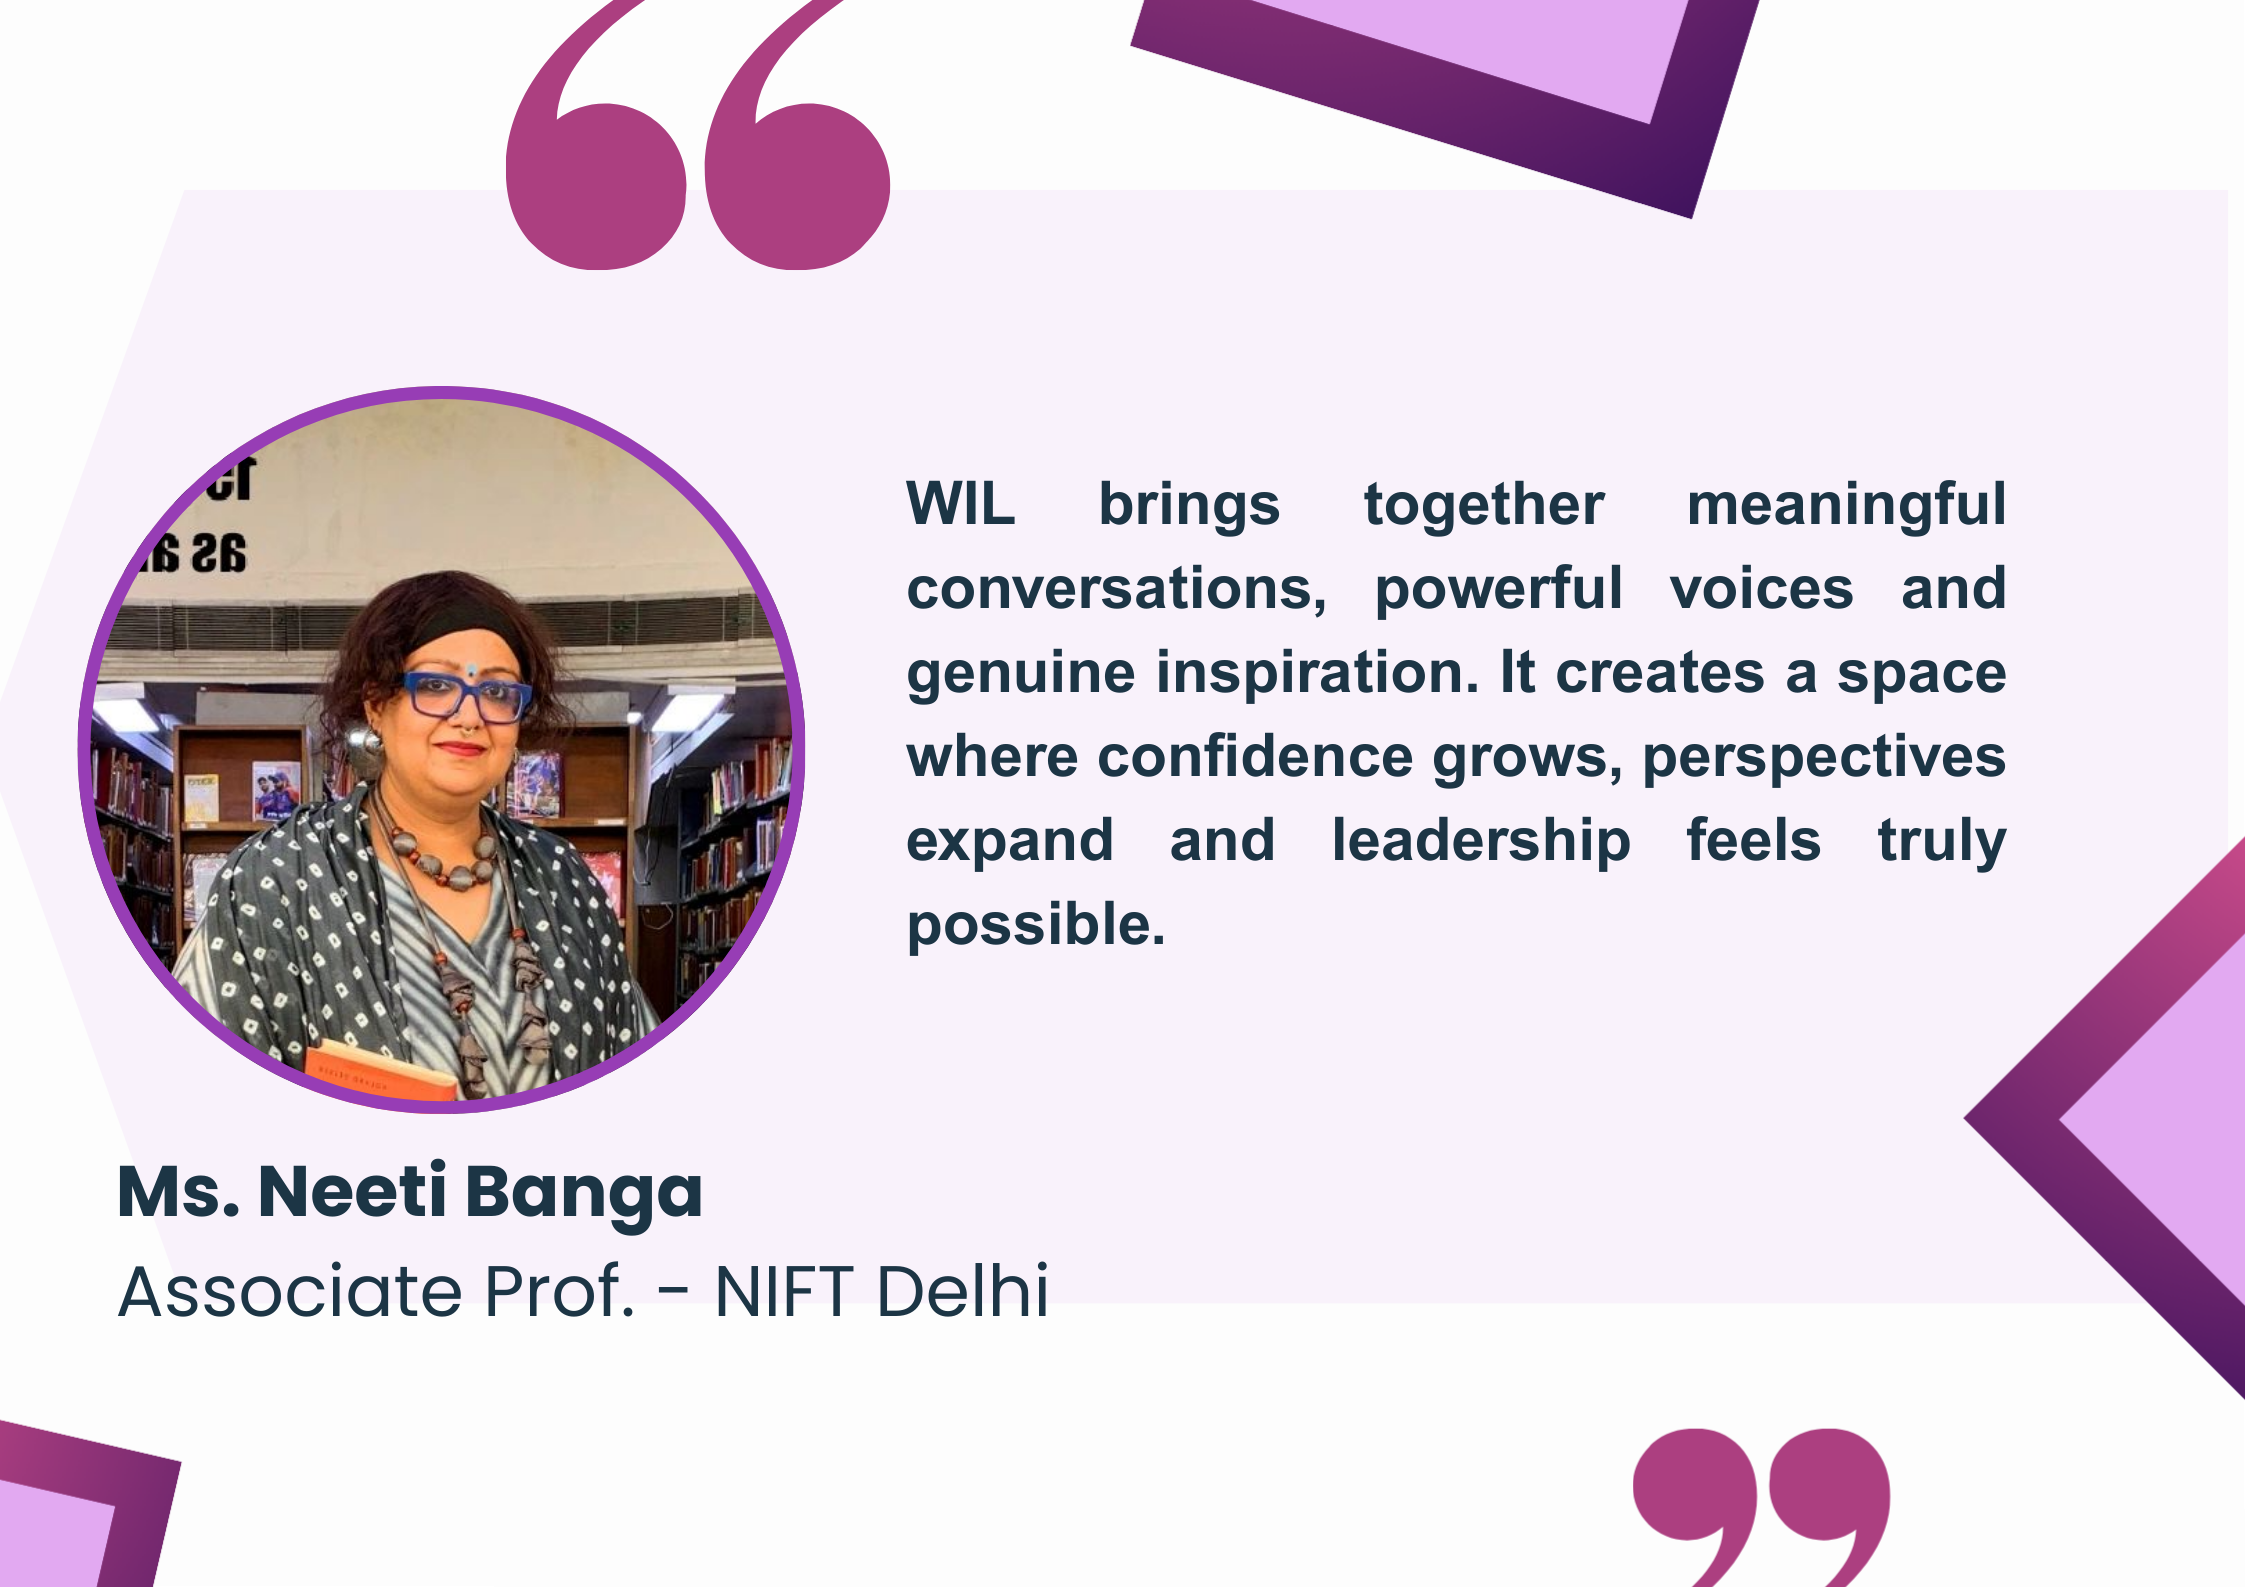 WIL brings together meaningful
conversations, powerful voices and
genuine inspiration. It creates a space
where confidence grows, perspectives
expand and leadership feels truly
possible.
Ms. Neeti Banga
Associate Prof. - NIFT Delhi